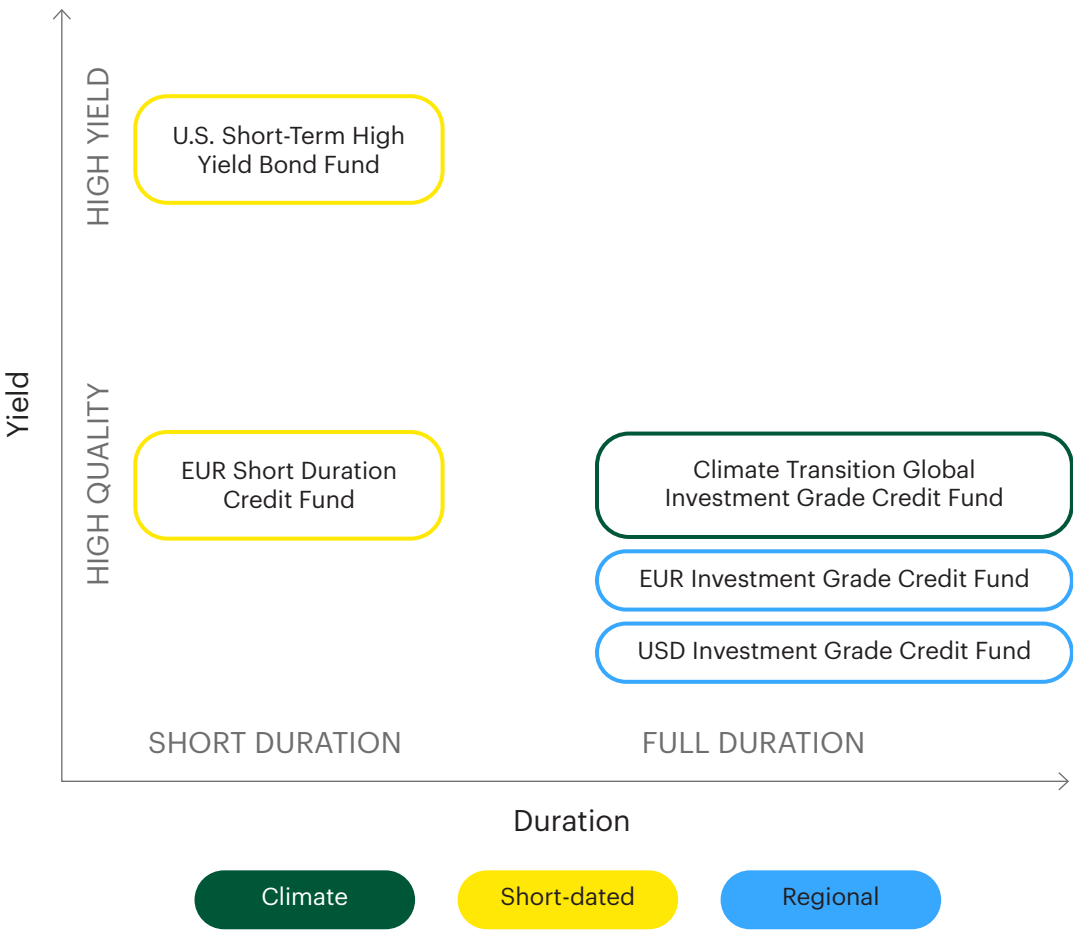 HIGH YIELD
U.S. Short-Term High
Yield Bond Fund
Yield
HIGH QUALITY
EUR Short Duration
Credit Fund
Climate Transition Global
Investment Grade Credit Fund
EUR Investment Grade Credit Fund
USD Investment Grade Credit Fund
SHORT DURATION
FULL DURATION
Duration
Climate
Short-dated
Regional